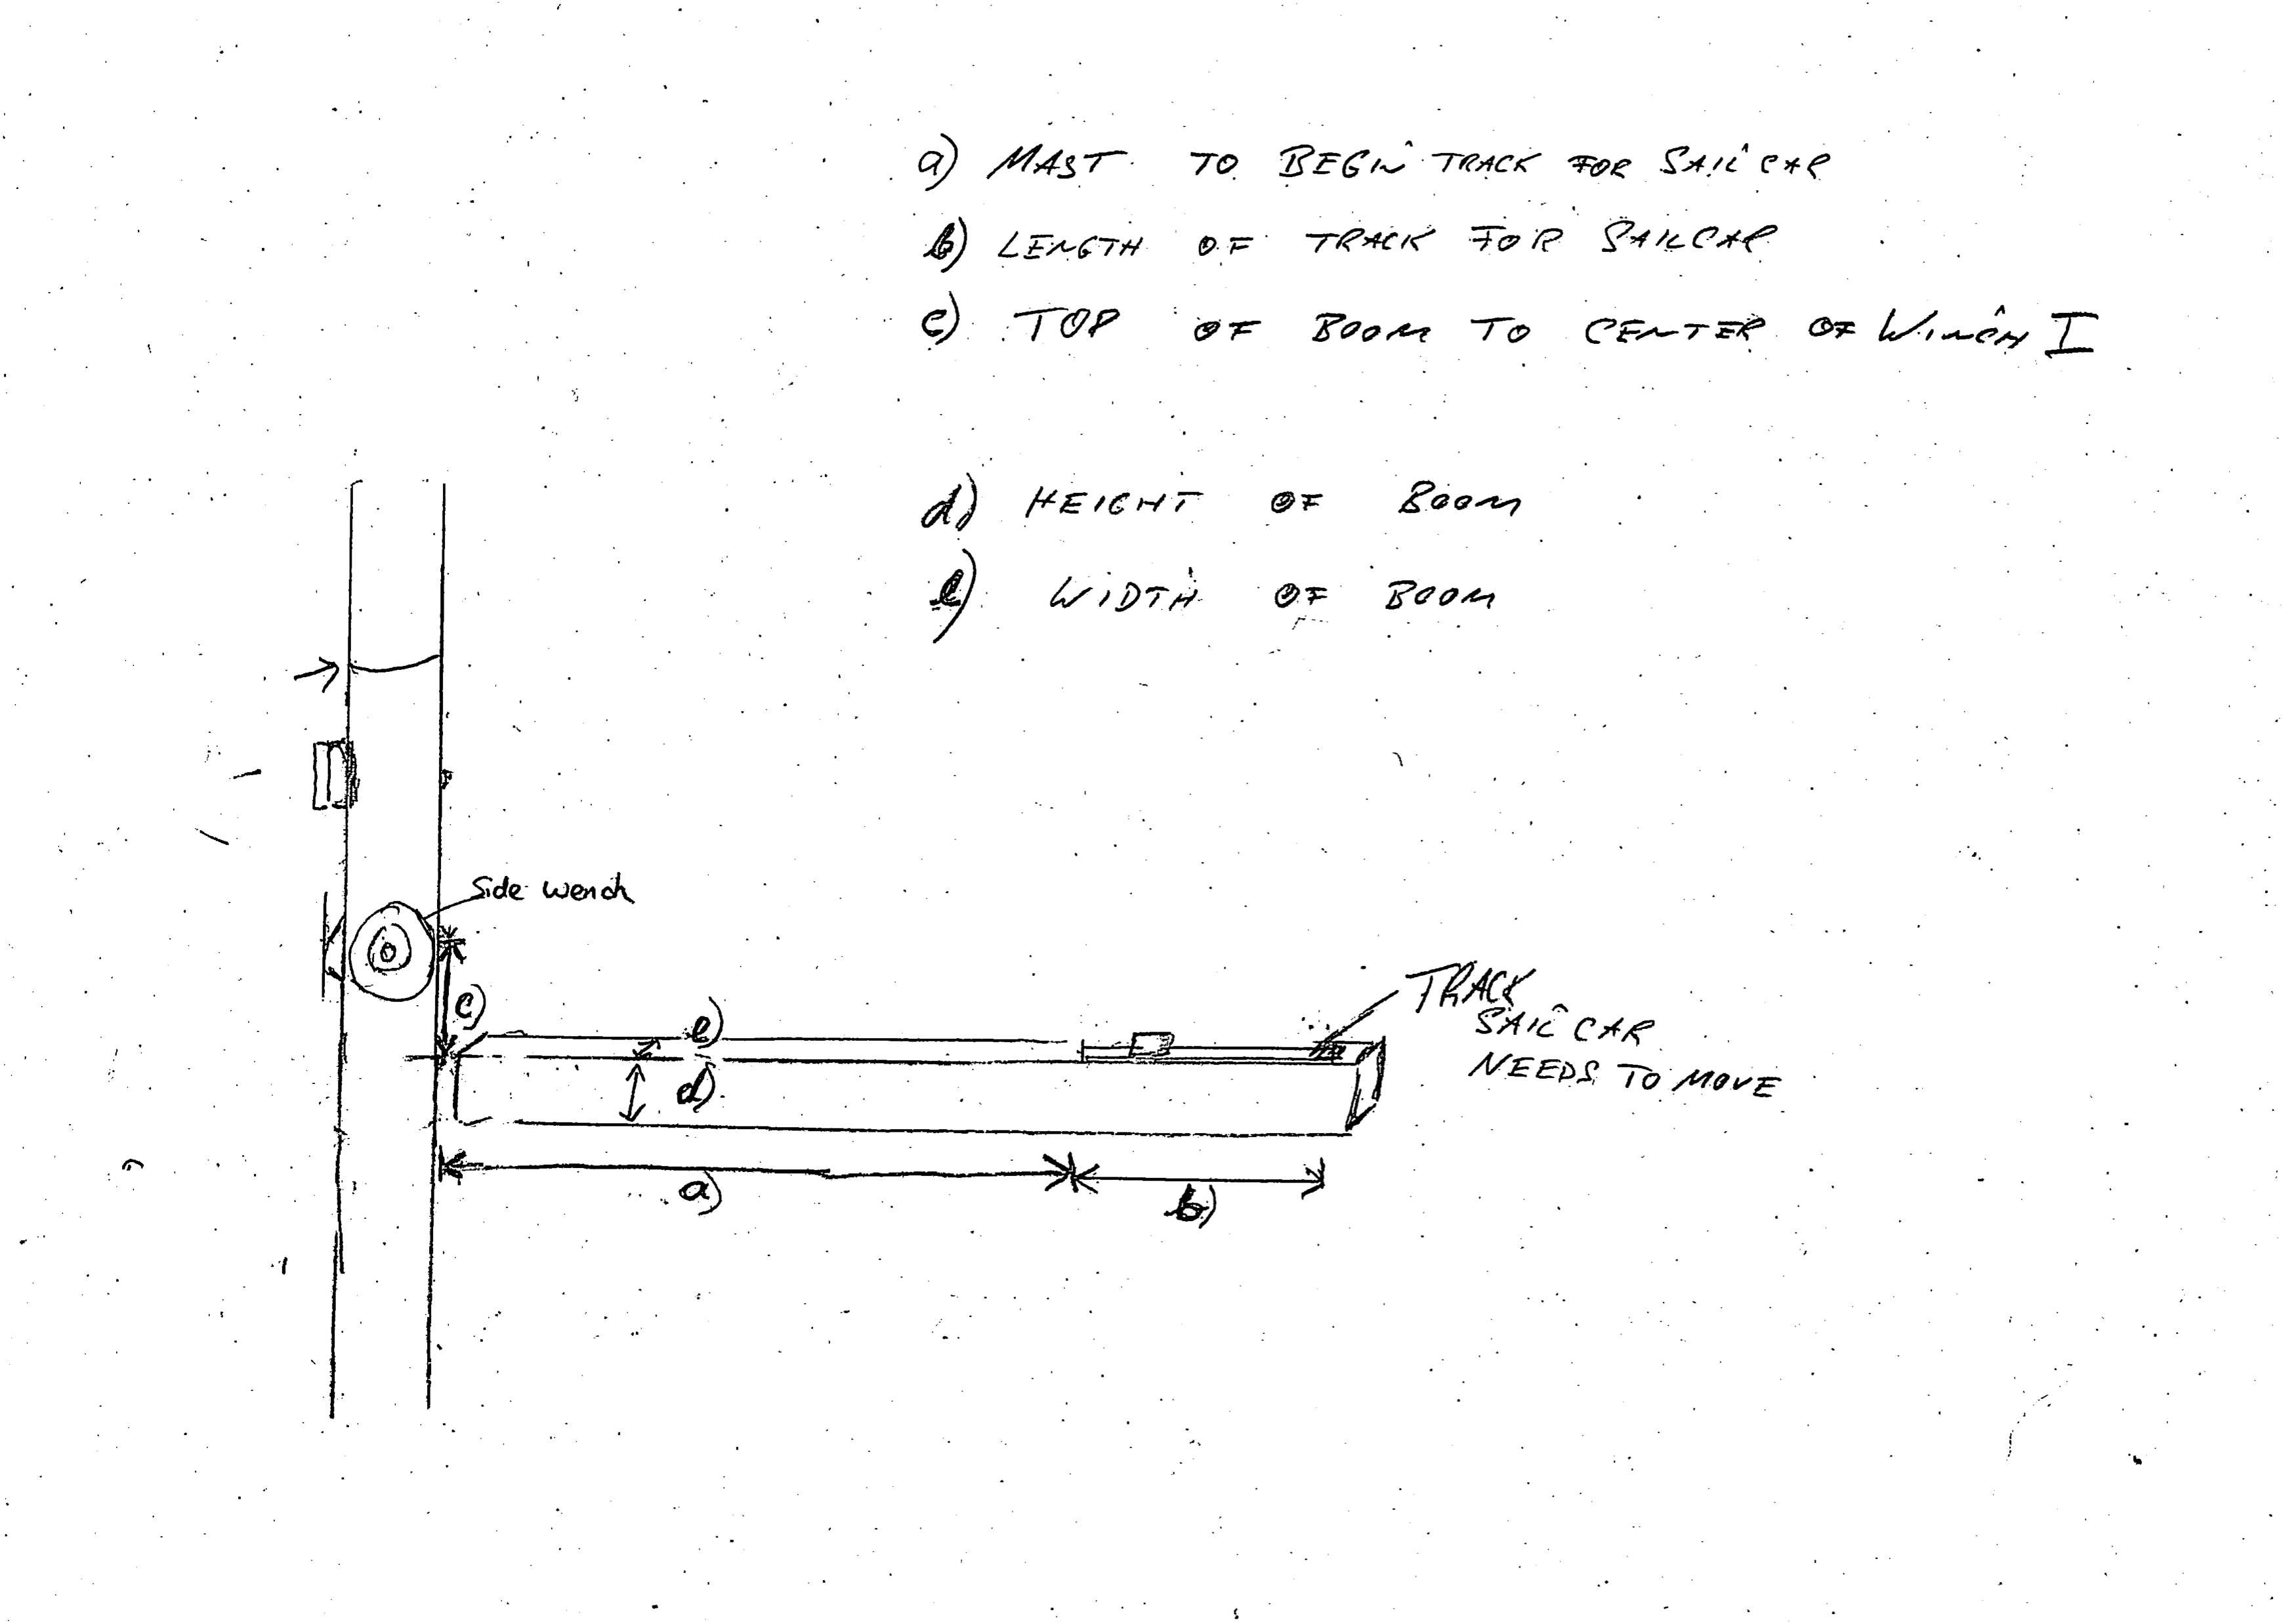 a) MAST TO BEGIN TRACK FOR SAIL CAR
b) LENGTH OF TRACK FOR SAILCAR
c) TOP OF BOOM TO CENTER OF WINCH I
d) HEIGHT OF BOOM
e) WIDTH OF BOOM
Side wench
c)
e)
d)
TRACK
SAIL CAR
NEEDS TO MOVE
a)
b)